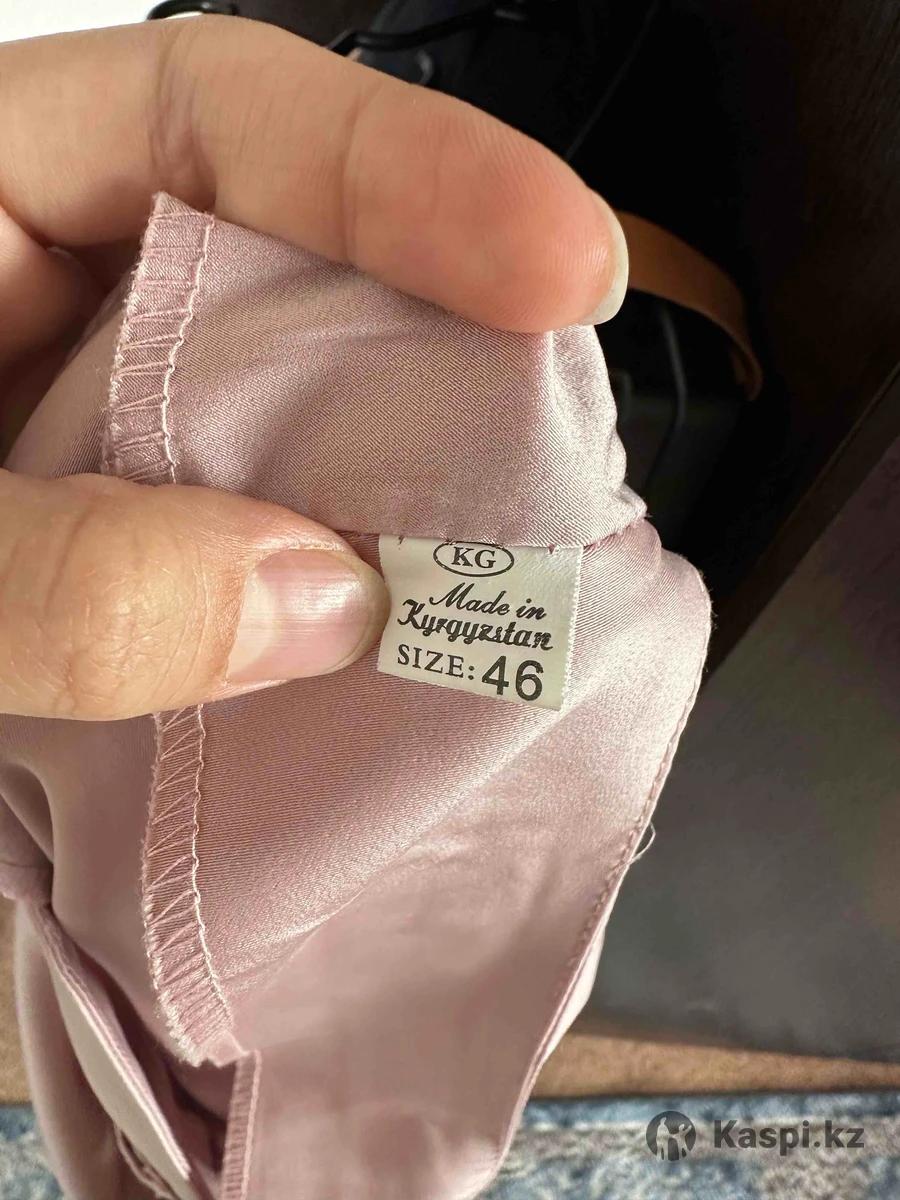 KG
Made in
Kyrgyzstan
SIZE: 46
Kaspi.kz